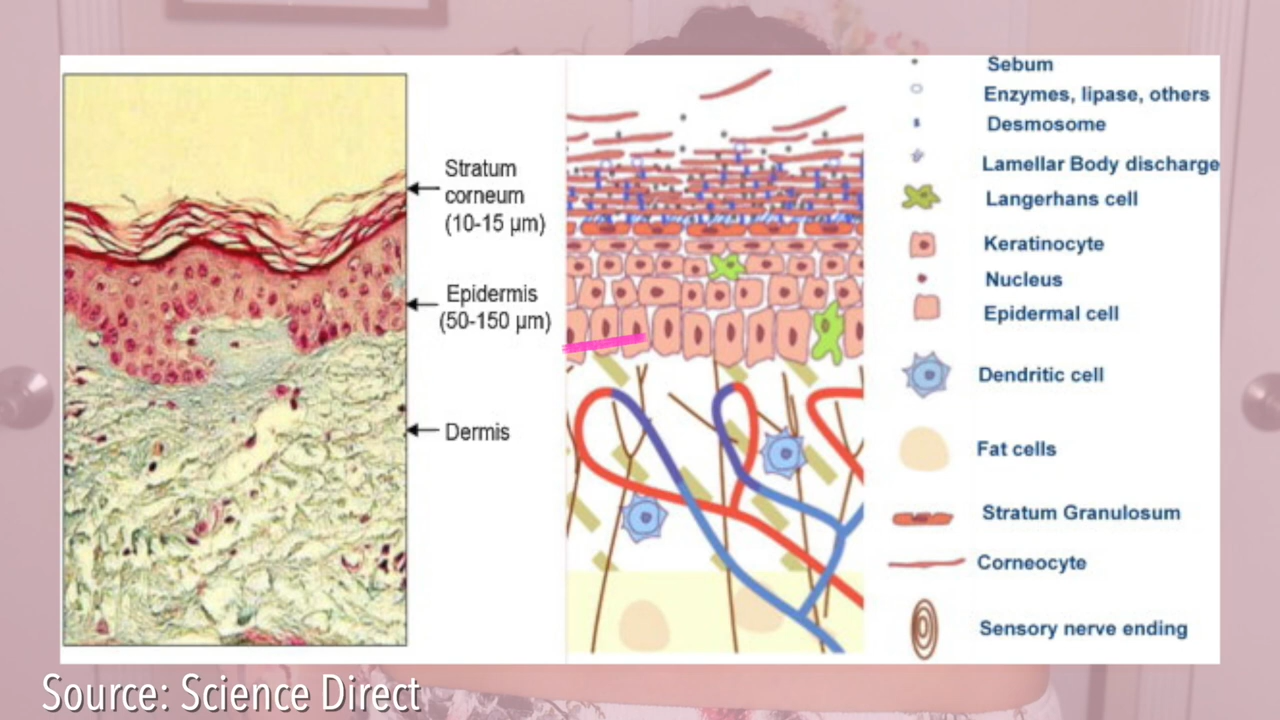 Stratum
corneum
(10-15 µm)
Epidermis
(50-150 µm)
Dermis
Sebum
Enzymes, lipase, others
Desmosome
Lamellar Body discharge
Langerhans cell
Keratinocyte
Nucleus
Epidermal cell
Dendritic cell
Fat cells
Stratum Granulosum
Corneocyte
Sensory nerve ending
Source: Science Direct